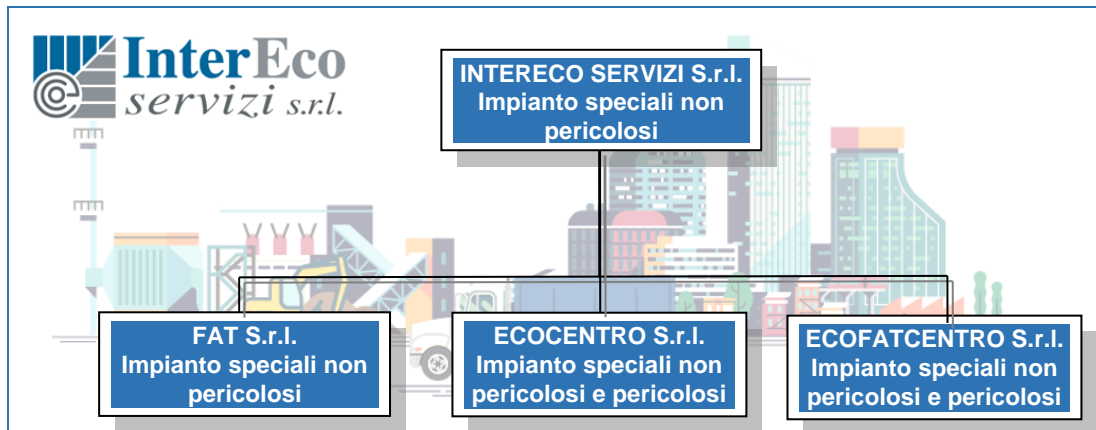 InterEco
servizi s.r.l.
INTERECO SERVIZI S.r.l.
Impianto speciali non
pericolosi
FAT S.r.l.
Impianto speciali non
pericolosi
ECOCENTRO S.r.l.
Impianto speciali non
pericolosi e pericolosi
ECOFATCENTRO S.r.l.
Impianto speciali non
pericolosi e pericolosi